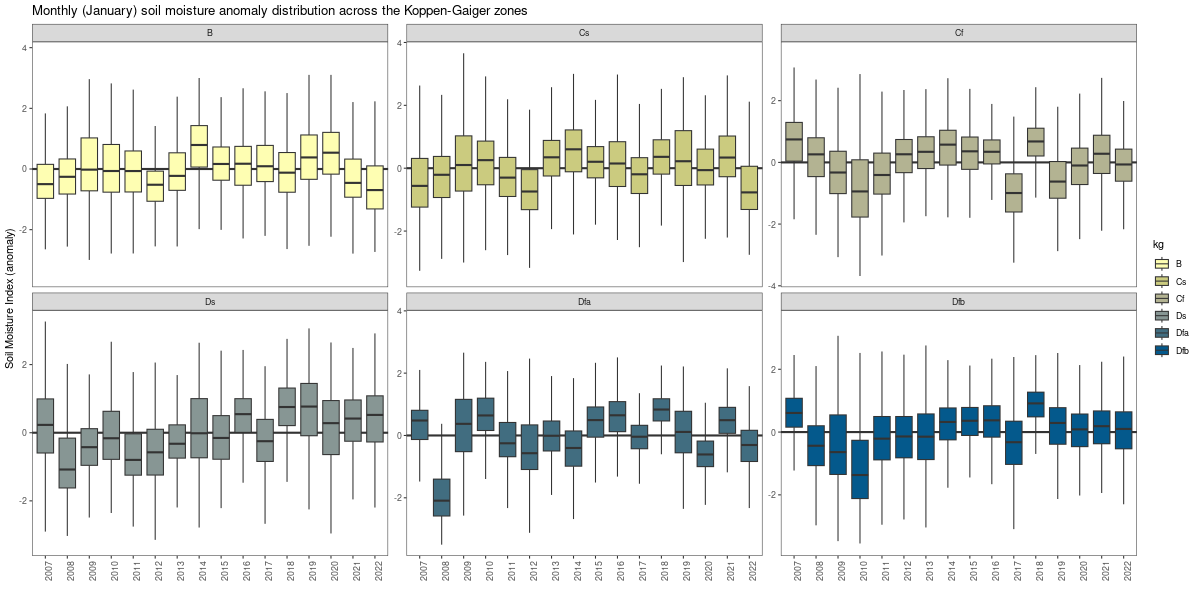 Monthly (January) soil moisture anomaly distribution across the Koppen-Gaiger zones
B
Cs
Cf
4
2
0
-2
4
2
0
-2
2
0
-2
-4
Soil Moisture Index (anomaly)
Ds
Dfa
Dfb
2
0
-2
4
2
0
-2
2
0
-2
2007 2008 2009 2010 2011 2012 2013 2014 2015 2016 2017 2018 2019 2020 2021 2022
2007 2008 2009 2010 2011 2012 2013 2014 2015 2016 2017 2018 2019 2020 2021 2022
2007 2008 2009 2010 2011 2012 2013 2014 2015 2016 2017 2018 2019 2020 2021 2022
kg
B
Cs
Cf
Ds
Dfa
Dfb